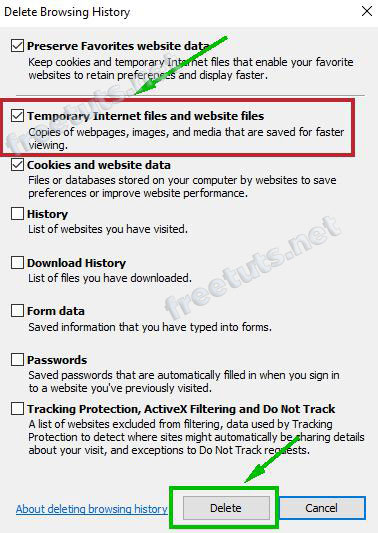 Delete Browsing History
Preserve Favorites website data
Keep cookies and temporary Internet files that enable your favorite
websites to retain preferences and display faster.
Temporary Internet files and website files
Copies of webpages, images, and media that are saved for faster
viewing.
Cookies and website data
Files or databases stored on your computer by websites to save
preferences or improve website performance.
History
List of websites you have visited.
Download History
List of files you have downloaded.
Form data
Saved information that you have typed into forms.
Passwords
Saved passwords that are automatically filled in when you sign in
to a website you've previously visited.
Tracking Protection, ActiveX Filtering and Do Not Track
A list of websites excluded from filtering, data used by Tracking
Protection to detect where sites might automatically be sharing details
about your visit, and exceptions to Do Not Track requests.
About deleting browsing history
Delete
Cancel
freetuts.net
freetuts.net